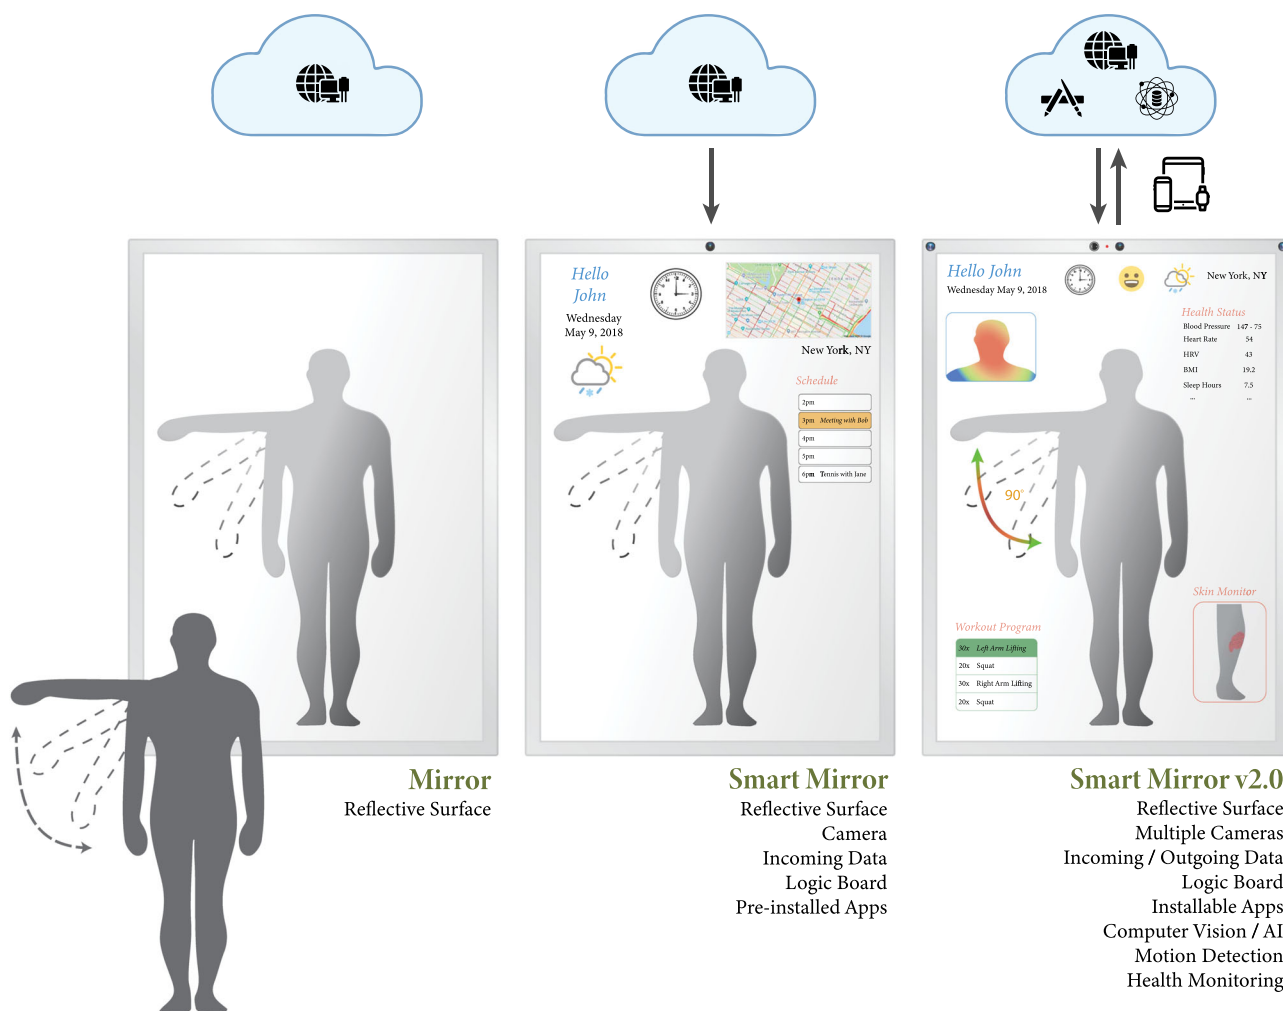 Hello
John
Wednesday
May 9, 2018
New York, NY
Schedule
2pm
3pm Meeting with Bob
4pm
5pm
6pm Tennis with Jane
Hello John
Wednesday May 9, 2018
New York, NY
Health Status
Blood Pressure 147 - 75
Heart Rate 54
HRV 43
BMI 19.2
Sleep Hours 7.5
... ...
90°
Skin Monitor
Workout Program
30x Left Arm Lifting
20x Squat
30x Right Arm Lifting
20x Squat
Mirror
Reflective Surface
Smart Mirror
Reflective Surface
Camera
Incoming Data
Logic Board
Pre-installed Apps
Smart Mirror v2.0
Reflective Surface
Multiple Cameras
Incoming / Outgoing Data
Logic Board
Installable Apps
Computer Vision / AI
Motion Detection
Health Monitoring